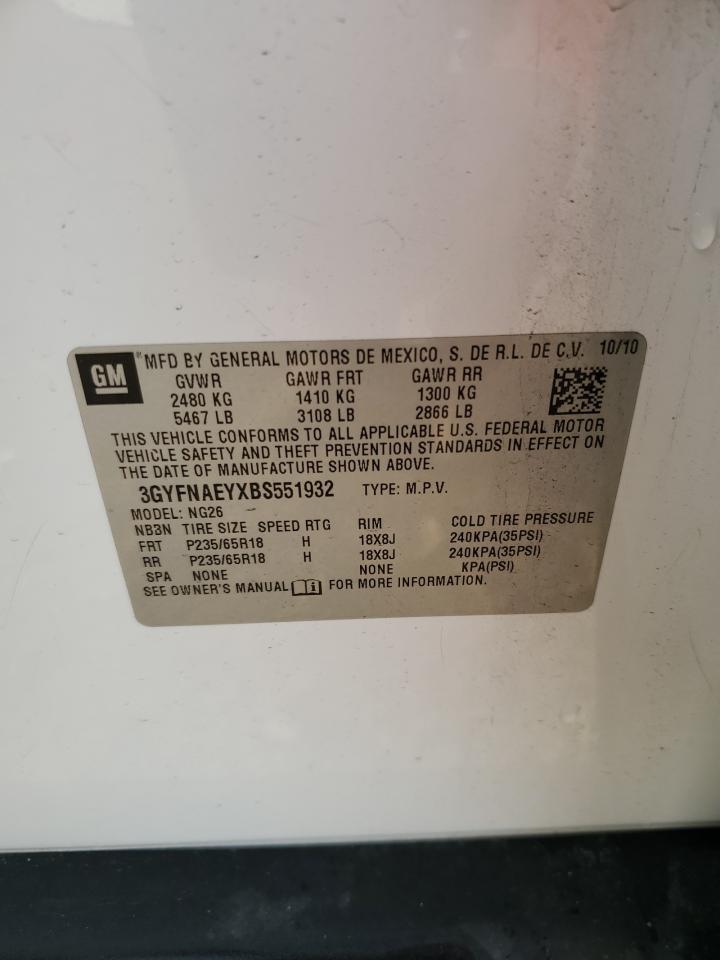 GM ® MFD BY GENERAL MOTORS DE MEXICO, S. DE R.L. DE C.V. 10/10
GVWR GAWR FRT GAWR RR
2480 KG 1410 KG 1300 KG
5467 LB 3108 LB 2866 LB
THIS VEHICLE CONFORMS TO ALL APPLICABLE U.S. FEDERAL MOTOR
VEHICLE SAFETY AND THEFT PREVENTION STANDARDS IN EFFECT ON
THE DATE OF MANUFACTURE SHOWN ABOVE.
3GYFNAEYXBS551932 TYPE: M.P.V.
MODEL: NG26
NB3N TIRE SIZE SPEED RTG RIM COLD TIRE PRESSURE
FRT P235/65R18 H 18X8J 240KPA(35PSI)
RR P235/65R18 H 18X8J 240KPA(35PSI)
SPA NONE NONE KPA(PSI)
SEE OWNER'S MANUAL i FOR MORE INFORMATION.